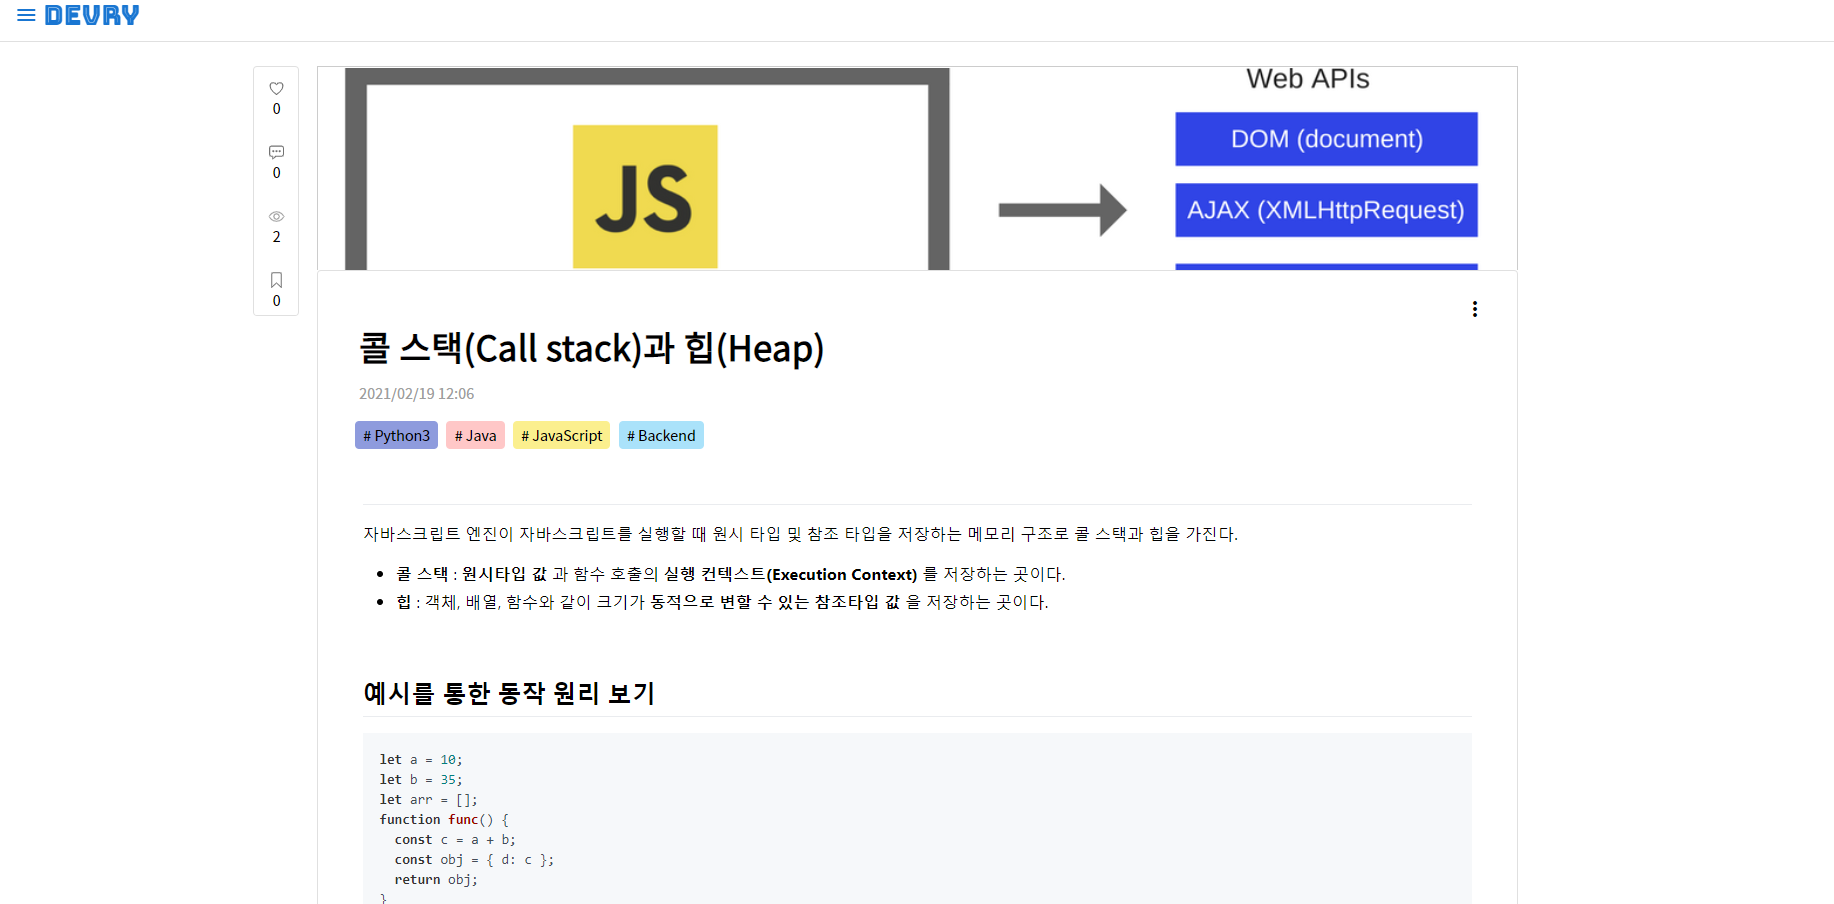 DEVRY
0
0
2
0
JS
Web APIs
DOM (document)
AJAX (XMLHttpRequest)
콜 스택(Call stack)과 힙(Heap)
2021/02/19 12:06
# Python3 # Java # JavaScript # Backend
자바스크립트 엔진이 자바스크립트를 실행할 때 원시 타입 및 참조 타입을 저장하는 메모리 구조로 콜 스택과 힙을 가진다.
• 콜 스택 : 원시타입 값 과 함수 호출의 실행 컨텍스트(Execution Context) 를 저장하는 곳이다.
• 힙 : 객체, 배열, 함수와 같이 크기가 동적으로 변할 수 있는 참조타입 값 을 저장하는 곳이다.
예시를 통한 동작 원리 보기
let a = 10;
let b = 35;
let arr = [];
function func() {
  const c = a + b;
  const obj = { d: c };
  return obj;
}